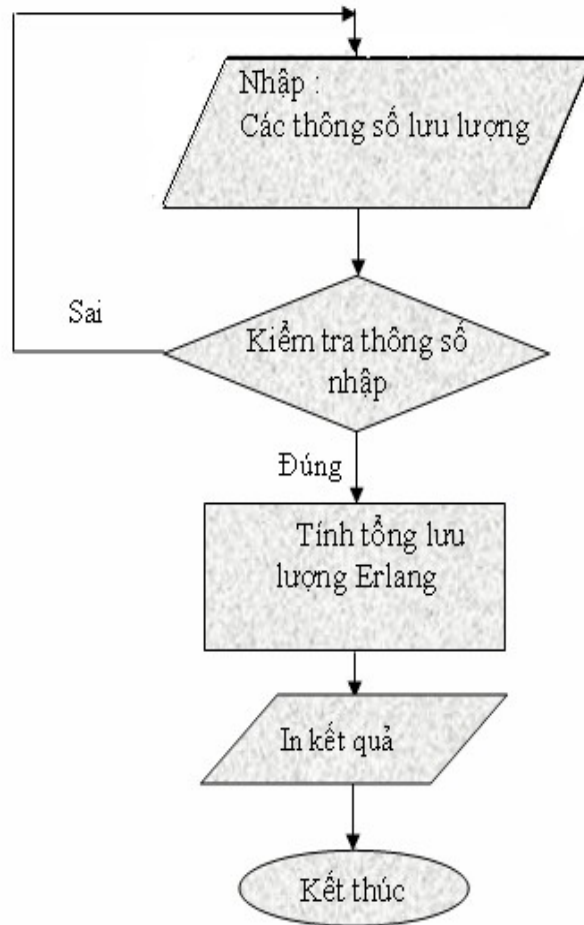 Nhập :
Các thông số lưu lượng
Sai
Kiểm tra thông số
nhập
Đúng
Tính tổng lưu
lượng Erlang
In kết quả
Kết thúc